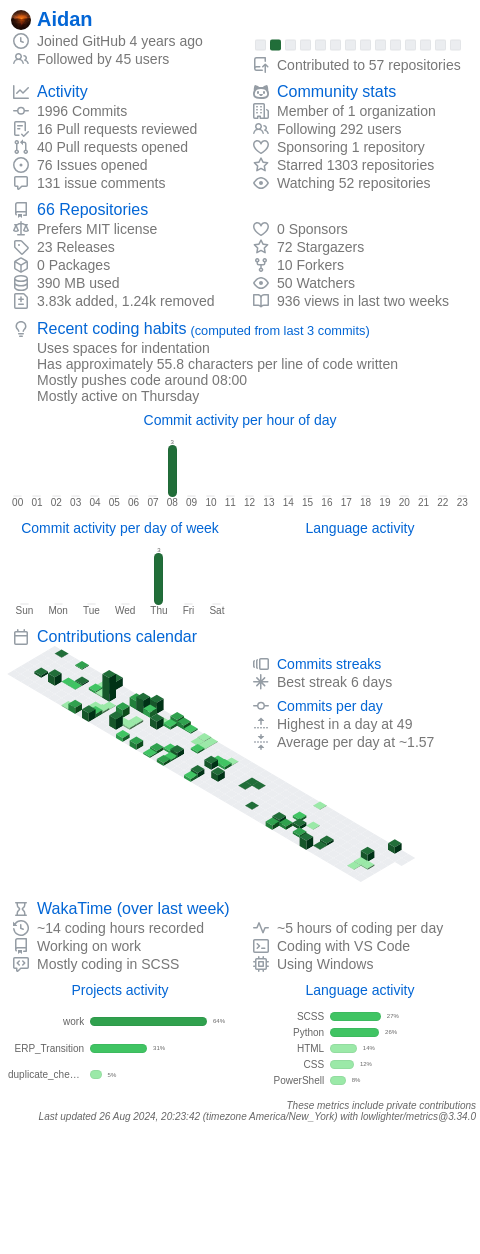 Aidan
Joined GitHub 4 years ago
Followed by 45 users
Contributed to 57 repositories
Activity
1996 Commits
16 Pull requests reviewed
40 Pull requests opened
76 Issues opened
131 issue comments
Community stats
Member of 1 organization
Following 292 users
Sponsoring 1 repository
Starred 1303 repositories
Watching 52 repositories
66 Repositories
Prefers MIT license
23 Releases
0 Packages
390 MB used
3.83k added, 1.24k removed
0 Sponsors
72 Stargazers
10 Forkers
50 Watchers
936 views in last two weeks
Recent coding habits (computed from last 3 commits)
Uses spaces for indentation
Has approximately 55.8 characters per line of code written
Mostly pushes code around 08:00
Mostly active on Thursday
Commit activity per hour of day
3
00 01 02 03 04 05 06 07 08 09 10 11 12 13 14 15 16 17 18 19 20 21 22 23
Commit activity per day of week
3
Sun Mon Tue Wed Thu Fri Sat
Language activity
Contributions calendar
Commits streaks
Best streak 6 days
Commits per day
Highest in a day at 49
Average per day at ~1.57
WakaTime (over last week)
~14 coding hours recorded
Working on work
Mostly coding in SCSS
~5 hours of coding per day
Coding with VS Code
Using Windows
Projects activity
work 64%
ERP_Transition 31%
duplicate_che… 5%
Language activity
SCSS 27%
Python 26%
HTML 14%
CSS 12%
PowerShell 8%
These metrics include private contributions
Last updated 26 Aug 2024, 20:23:42 (timezone America/New_York) with lowlighter/metrics@3.34.0